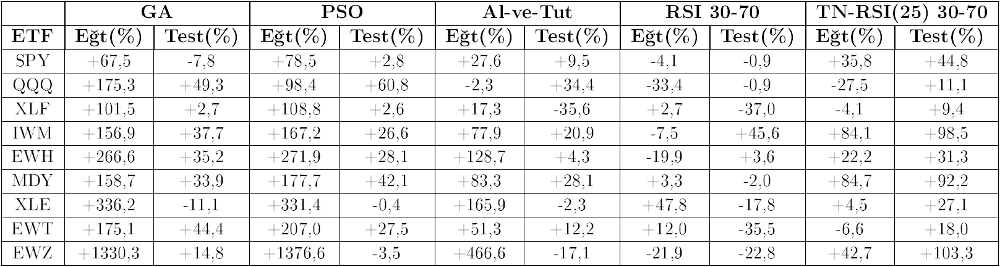 GA PSO Al-ve-Tut RSI 30-70 TN-RSI(25) 30-70
ETF Eğt(%) Test(%) Eğt(%) Test(%) Eğt(%) Test(%) Eğt(%) Test(%) Eğt(%) Test(%)
SPY +67,5 -7,8 +78,5 +2,8 +27,6 +9,5 -4,1 -0,9 +35,8 +44,8
QQQ +175,3 +49,3 +98,4 +60,8 -2,3 +34,4 -33,4 -0,9 -27,5 +11,1
XLF +101,5 +2,7 +108,8 +2,6 +17,3 -35,6 +2,7 -37,0 -4,1 +9,4
IWM +156,9 +37,7 +167,2 +26,6 +77,9 +20,9 -7,5 +45,6 +84,1 +98,5
EWH +266,6 +35,2 +271,9 +28,1 +128,7 +4,3 -19,9 +3,6 +22,2 +31,3
MDY +158,7 +33,9 +177,7 +42,1 +83,3 +28,1 +3,3 -2,0 +84,7 +92,2
XLE +336,2 -11,1 +331,4 -0,4 +165,9 -2,3 +47,8 -17,8 +4,5 +27,1
EWT +175,1 +44,4 +207,0 +27,5 +51,3 +12,2 +12,0 -35,5 -6,6 +18,0
EWZ +1330,3 +14,8 +1376,6 -3,5 +466,6 -17,1 -21,9 -22,8 +42,7 +103,3